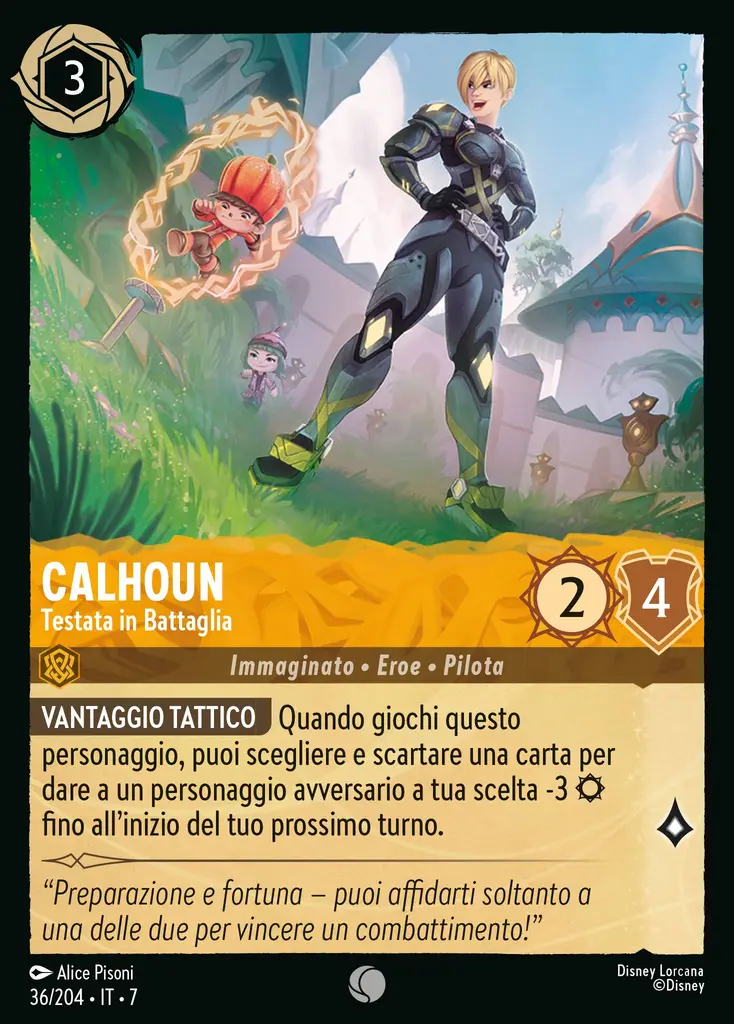 3
CALHOUN
Testata in Battaglia
2
4
Immaginato • Eroe • Pilota
VANTAGGIO TATTICO Quando giochi questo
personaggio, puoi scegliere e scartare una carta per
dare a un personaggio avversario a tua scelta -3
fino all'inizio del tuo prossimo turno.
“Preparazione e fortuna – puoi affidarti soltanto a
una delle due per vincere un combattimento!”
Alice Pisoni
36/204 • IT • 7
Disney Lorcana
©Disney